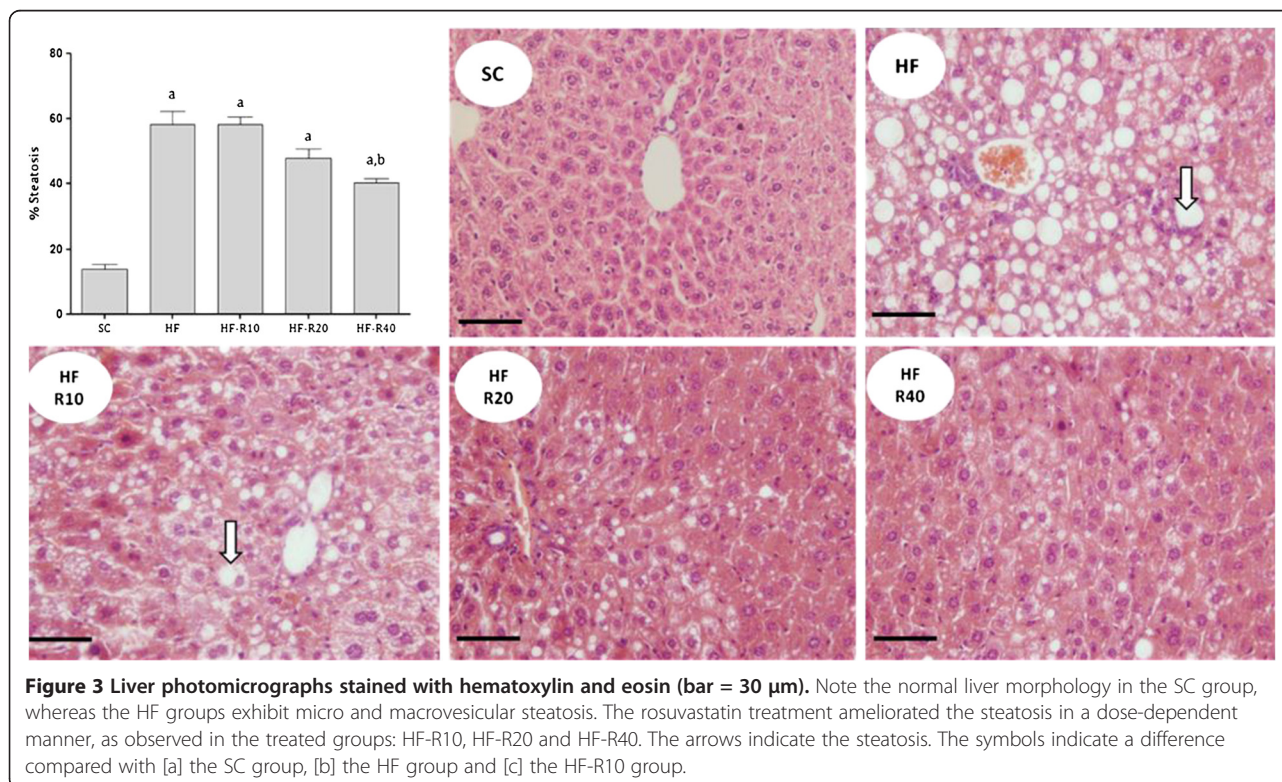 80
60
40
20
0
% Steatosis
a
a
a
a,b
SC
HF
HF-R10
HF-R20
HF-R40
SC
HF
HF
R10
HF
R20
HF
R40
Figure 3 Liver photomicrographs stained with hematoxylin and eosin (bar = 30 μm). Note the normal liver morphology in the SC group,
whereas the HF groups exhibit micro and macrovesicular steatosis. The rosuvastatin treatment ameliorated the steatosis in a dose-dependent
manner, as observed in the treated groups: HF-R10, HF-R20 and HF-R40. The arrows indicate the steatosis. The symbols indicate a difference
compared with [a] the SC group, [b] the HF group and [c] the HF-R10 group.